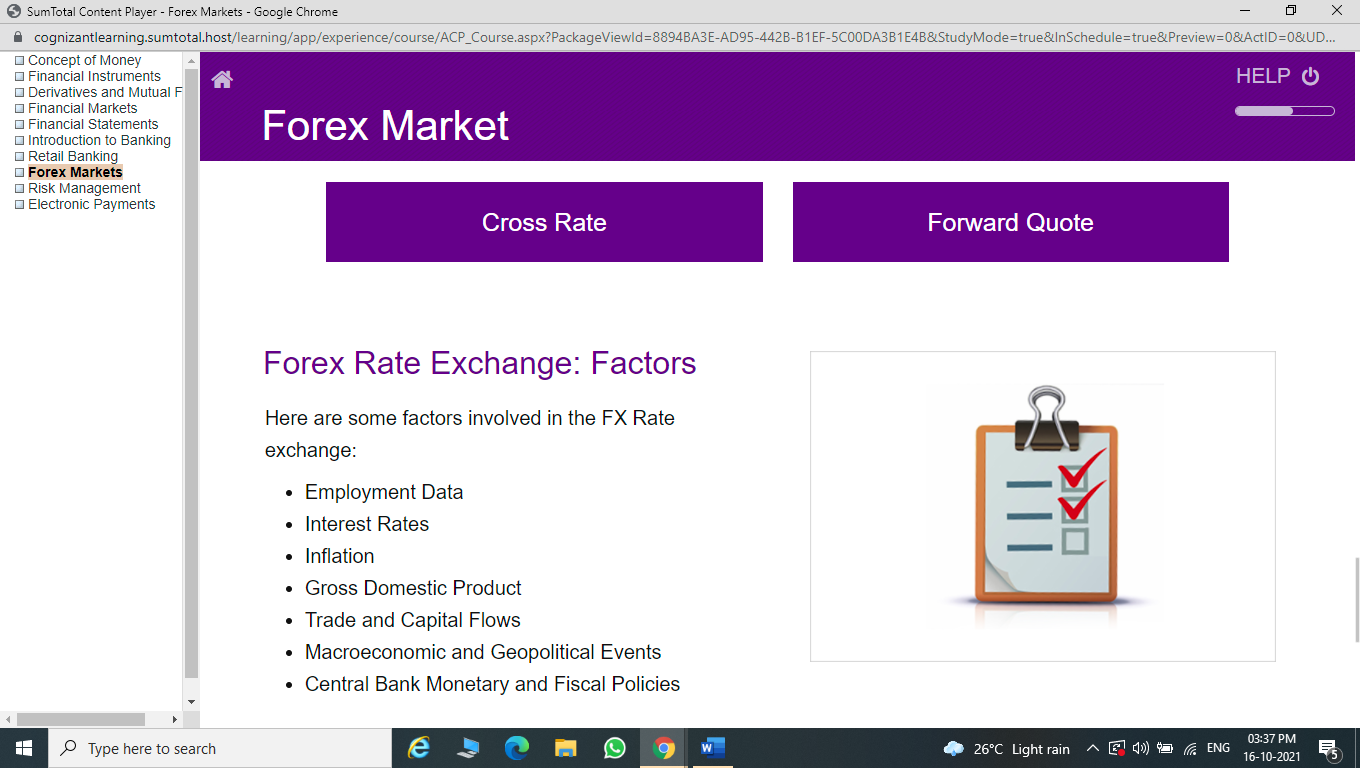 SumTotal Content Player - Forex Markets - Google Chrome
cognizantlearning.sumtotal.host/learning/app/experience/course/ACP_Course.aspx?PackageViewId=8894BA3E-AD95-442B-B1EF-5C00DA3B1E4B&StudyMode=true&InSchedule=true&Preview=0&ActID=0&UD...
Concept of Money
Financial Instruments
Derivatives and Mutual F
Financial Markets
Financial Statements
Introduction to Banking
Retail Banking
Forex Markets
Risk Management
Electronic Payments
HELP
Forex Market
Cross Rate
Forward Quote
Forex Rate Exchange: Factors
Here are some factors involved in the FX Rate
exchange:
• Employment Data
• Interest Rates
• Inflation
• Gross Domestic Product
• Trade and Capital Flows
• Macroeconomic and Geopolitical Events
• Central Bank Monetary and Fiscal Policies
Type here to search
26°C Light rain
ENG
03:37 PM
16-10-2021
5